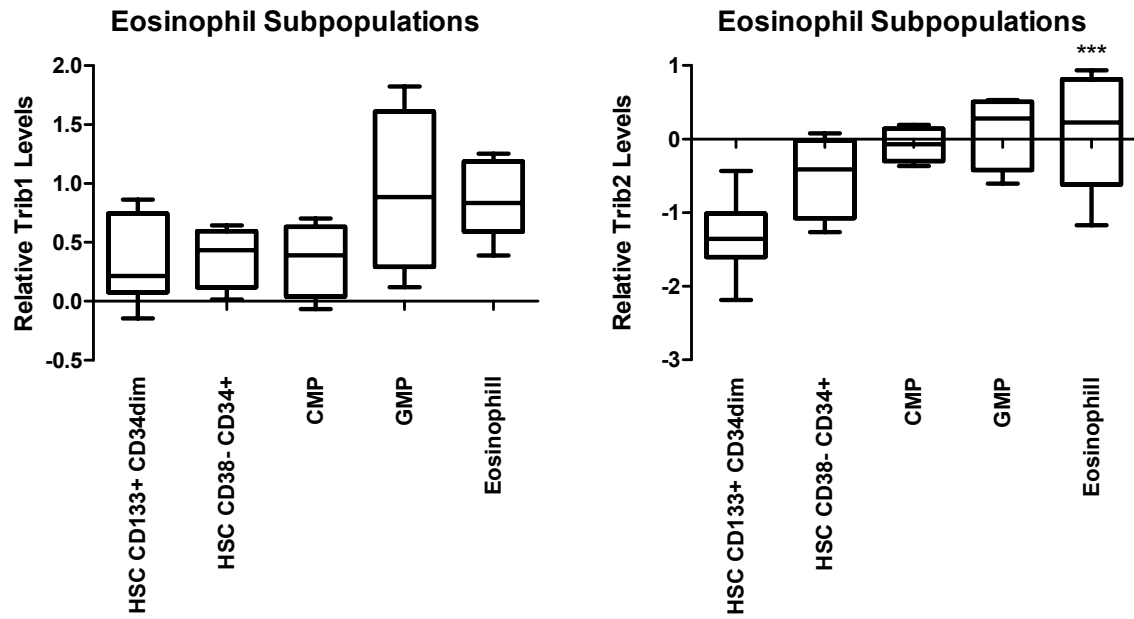 Eosinophil Subpopulations
Relative Trib1 Levels
2.0
1.5
1.0
0.5
0.0
-0.5
HSC CD133+ CD34dim
HSC CD38- CD34+
CMP
GMP
Eosinophill
Eosinophil Subpopulations
***
Relative Trib2 Levels
1
0
-1
-2
-3
HSC CD133+ CD34dim
HSC CD38- CD34+
CMP
GMP
Eosinophill